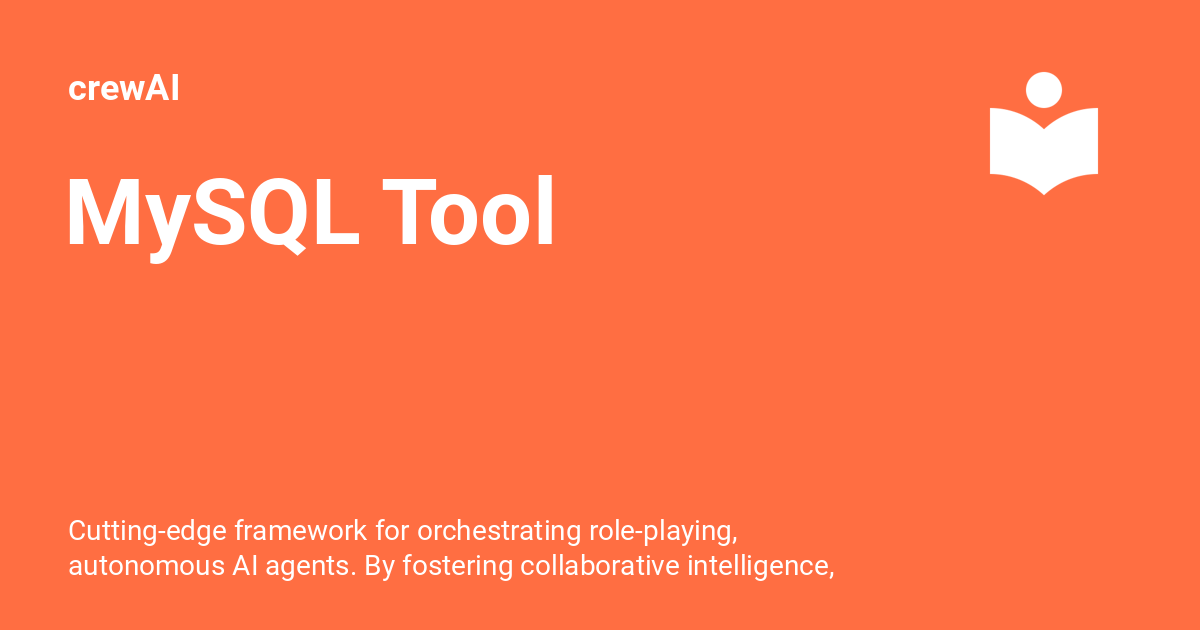 crewAI
MySQL Tool
Cutting-edge framework for orchestrating role-playing,
autonomous AI agents. By fostering collaborative intelligence,